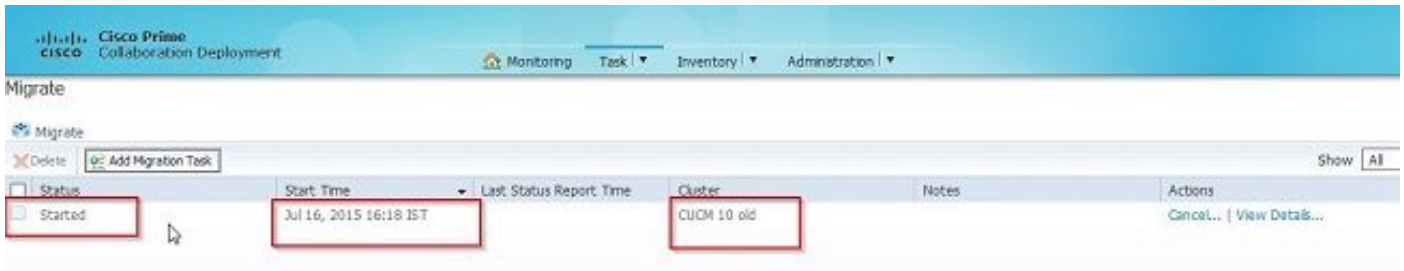 Cisco Prime
CISCO Collaboration Deployment
Monitoring Task Inventory Administration
Migrate
Migrate
Delete Add Migration Task Show All
Status Start Time Last Status Report Time Cluster Notes Actions
Started Jul 16, 2015 16:18 IST CUCM 10 old Cancel... | View Details...